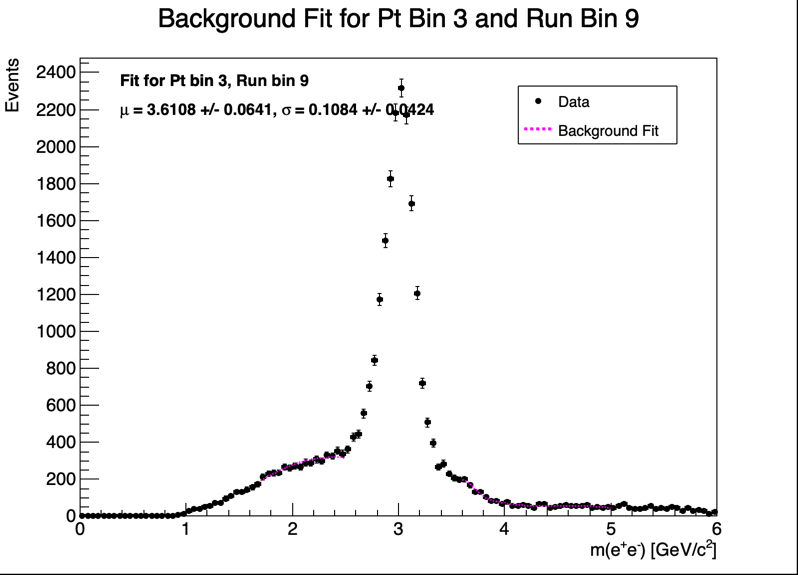 Background Fit for Pt Bin 3 and Run Bin 9
Events
Fit for Pt bin 3, Run bin 9
μ = 3.6108 +/- 0.0641, σ = 0.1084 +/- 0.0424
Data
Background Fit
2400
2200
2000
1800
1600
1400
1200
1000
800
600
400
200
0
0 1 2 3 4 5 6
m(e⁺e⁻) [GeV/c²]